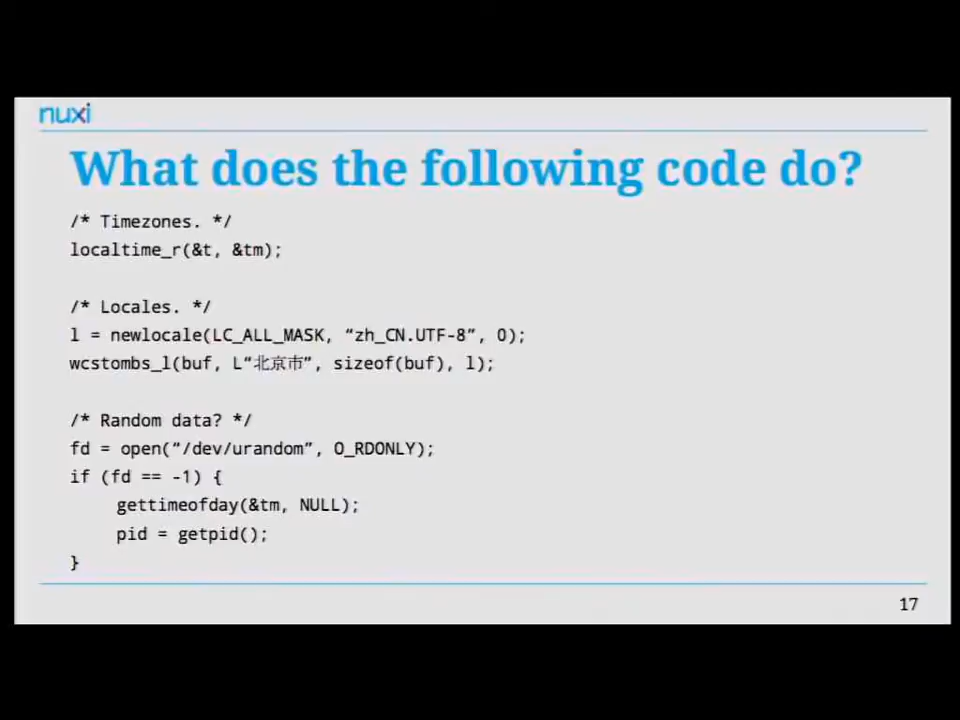 nuxi
What does the following code do?
/* Timezones. */
localtime_r(&t, &tm);
/* Locales. */
l = newlocale(LC_ALL_MASK, “zh_CN.UTF-8”, 0);
wcstombs_l(buf, L“北京市”, sizeof(buf), l);
/* Random data? */
fd = open(“/dev/urandom”, O_RDONLY);
if (fd == -1) {
gettimeofday(&tm, NULL);
pid = getpid();
}
17